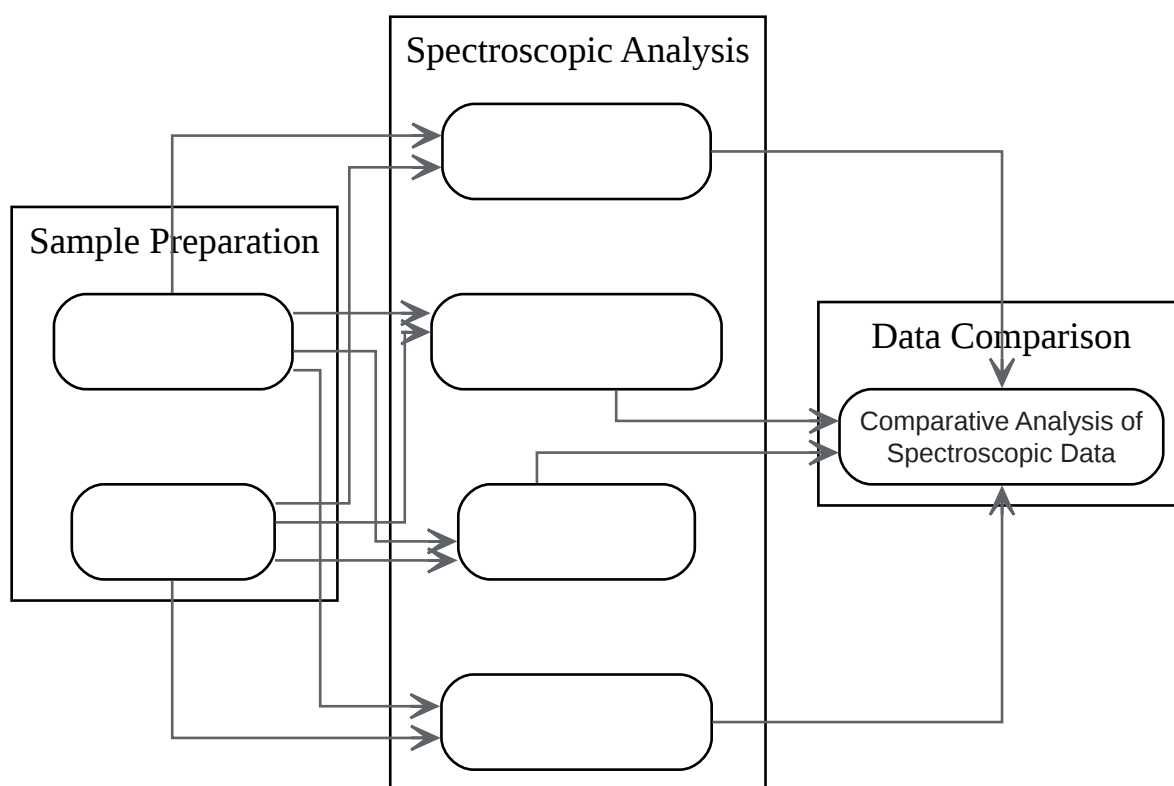 Spectroscopic Analysis
Sample Preparation
Data Comparison
Comparative Analysis of
Spectroscopic Data